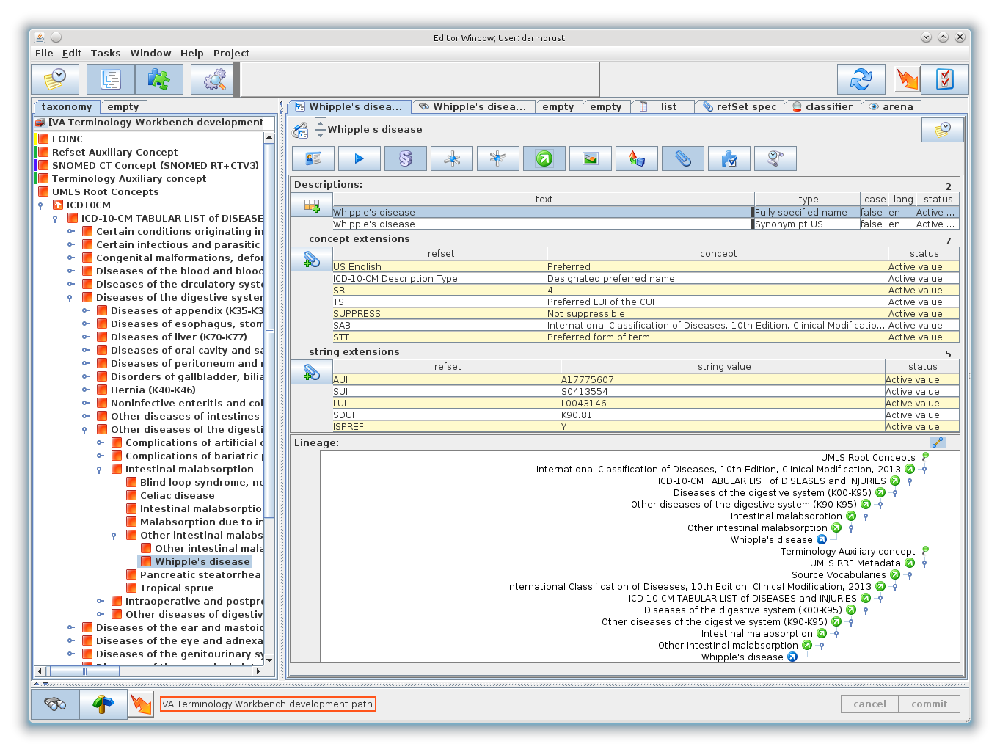 Editor Window; User: darmbrust
File Edit Tasks Window Help Project
taxonomy empty
[VA Terminology Workbench development
LOINC
Refset Auxiliary Concept
SNOMED CT Concept (SNOMED RT+CTV3)
Terminology Auxiliary concept
UMLS Root Concepts
ICD10CM
ICD-10-CM TABULAR LIST of DISEASE
Certain conditions originating in
Certain infectious and parasitic
Congenital malformations, defor
Diseases of the blood and blood
Diseases of the circulatory syste
Diseases of the digestive system
Diseases of appendix (K35-K3
Diseases of esophagus, stom
Diseases of liver (K70-K77)
Diseases of oral cavity and sa
Diseases of peritoneum and r
Disorders of gallbladder, bilia
Hernia (K40-K46)
Noninfective enteritis and col
Other diseases of intestines
Other diseases of the digesti
Complications of artificial o
Complications of bariatric p
Intestinal malabsorption
Blind loop syndrome, no
Celiac disease
Intestinal malabsorption
Malabsorption due to in
Other intestinal malabs
Other intestinal mala
Whipple's disease
Pancreatic steatorrhea
Tropical sprue
Intraoperative and postpro
Other diseases of digestiv
Diseases of the ear and mastoid
Diseases of the eye and adnexa
Diseases of the genitourinary sy
Whipple's disea... Whipple's disea... empty empty list refSet spec classifier arena
Whipple's disease
Descriptions: 2
text type case lang status
Whipple's disease Fully specified name false en Active ...
Whipple's disease Synonym pt:US false en Active ...
concept extensions 7
refset concept status
US English Preferred Active value
ICD-10-CM Description Type Designated preferred name Active value
SRL 4 Active value
TS Preferred LUI of the CUI Active value
SUPPRESS Not suppressible Active value
SAB International Classification of Diseases, 10th Edition, Clinical Modificatio... Active value
STT Preferred form of term Active value
string extensions 5
refset string value status
AUI A17775607 Active value
SUI S0413554 Active value
LUI L0043146 Active value
SDUI K90.81 Active value
ISPREF Y Active value
Lineage:
UMLS Root Concepts
International Classification of Diseases, 10th Edition, Clinical Modification, 2013
ICD-10-CM TABULAR LIST of DISEASES and INJURIES
Diseases of the digestive system (K00-K95)
Other diseases of the digestive system (K90-K95)
Intestinal malabsorption
Other intestinal malabsorption
Whipple's disease
Terminology Auxiliary concept
UMLS RRF Metadata
Source Vocabularies
International Classification of Diseases, 10th Edition, Clinical Modification, 2013
ICD-10-CM TABULAR LIST of DISEASES and INJURIES
Diseases of the digestive system (K00-K95)
Other diseases of the digestive system (K90-K95)
Intestinal malabsorption
Other intestinal malabsorption
Whipple's disease
VA Terminology Workbench development path
cancel commit